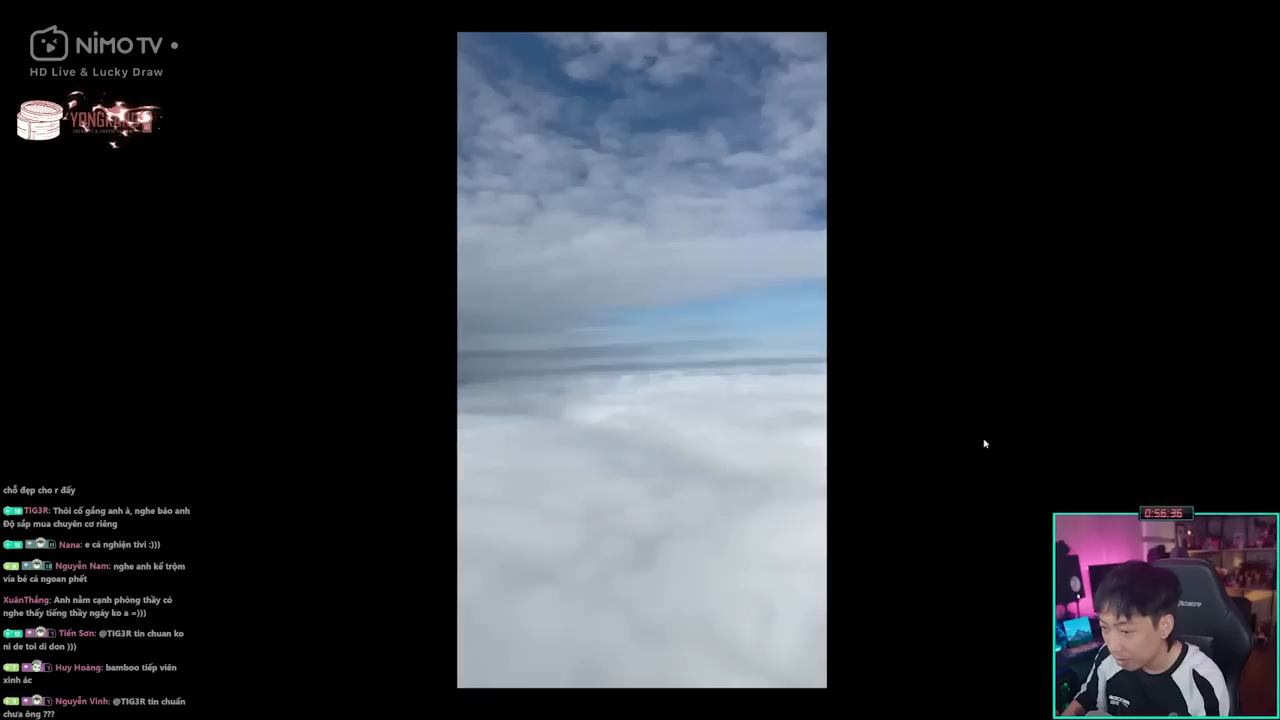 NIMO TV
HD Live & Lucky Draw
chỗ đẹp cho r đấy
TIG3R: Thôi cố gắng anh à, nghe báo anh
Độ sắp mua chuyên cơ riêng
Nana: e cá nghiện tivi :)))
Nguyễn Nam: nghe anh kể trộm
vía bé cá ngoan phết
XuânThắng: Anh nằm cạnh phòng thầy có
nghe thấy tiếng thầy ngáy ko a =)))
Tiến Sơn: @TIG3R tin chuan ko
ni de toi di don )))
Huy Hoàng: bamboo tiếp viên
xinh ác
Nguyễn Vinh: @TIG3R tin chuẩn
chưa ông ???
0:56:36